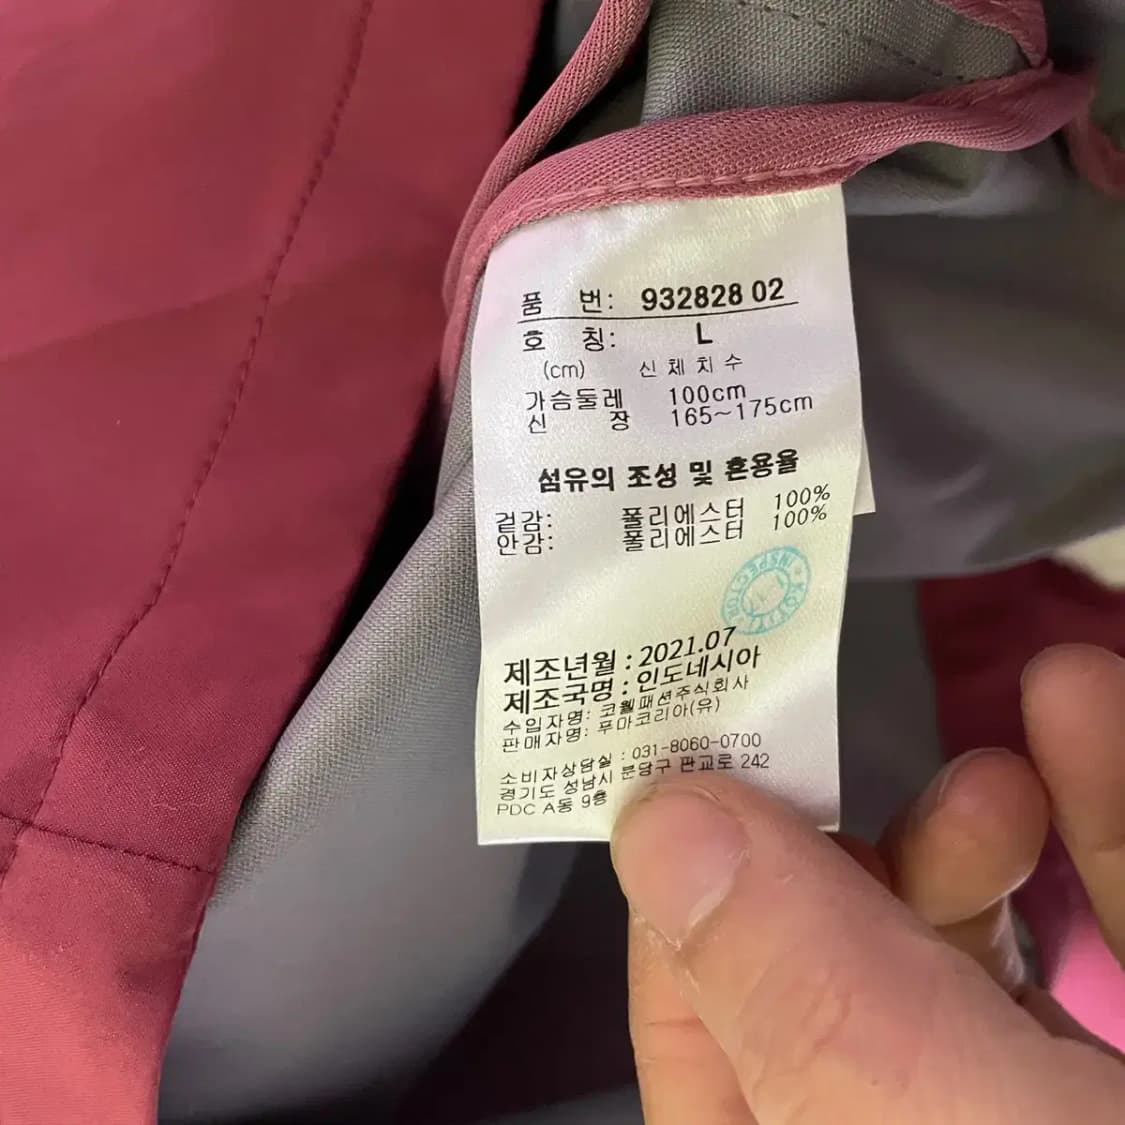 품 번: 932828 02
호 칭: L
(cm) 신체치수
가슴둘레 100cm
신 장 165~175cm
섬유의 조성 및 혼용율
겉감: 폴리에스터 100%
안감: 폴리에스터 100%
INSPECTOR
제조년월 : 2021.07
제조국명 : 인도네시아
수입자명: 코웰패션주식회사
판매자명: 푸마코리아(유)
소비자상담실 : 031-8060-0700
경기도 성남시 분당구 판교로 242
PDC A동 9층